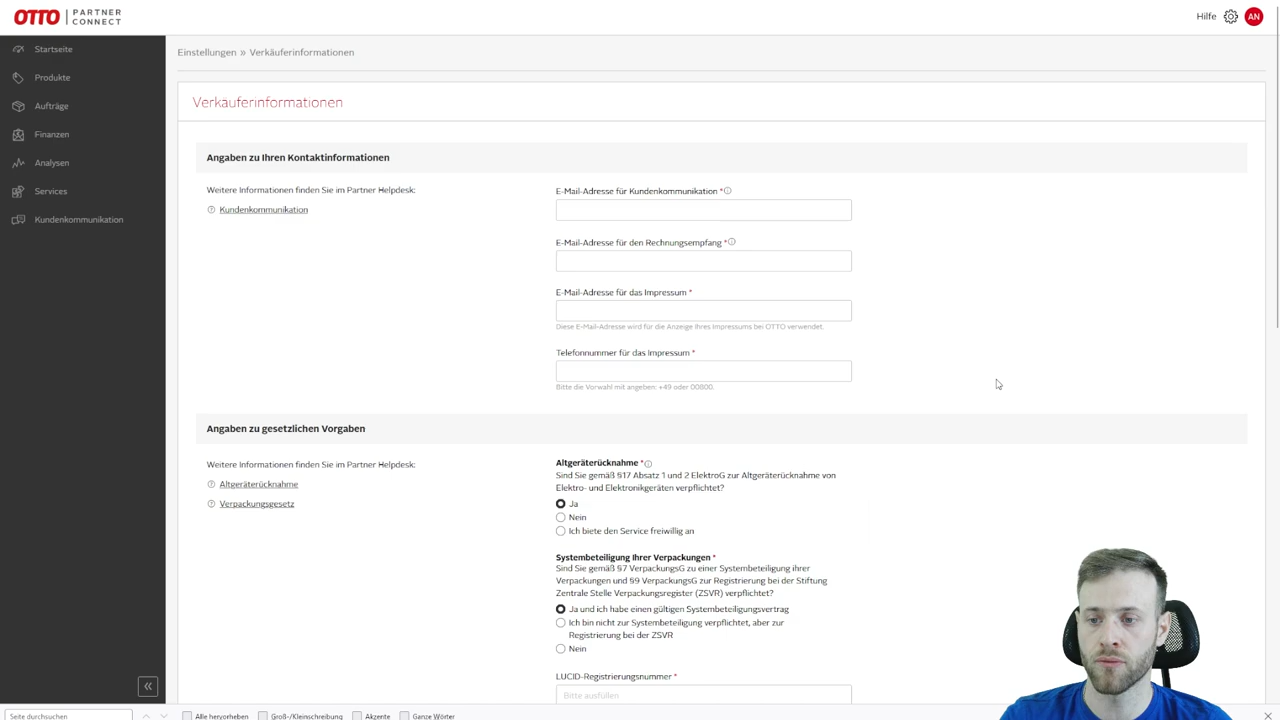 OTTO | PARTNER CONNECT
Hilfe
AN
Startseite
Produkte
Aufträge
Finanzen
Analysen
Services
Kundenkommunikation
Einstellungen » Verkäuferinformationen
Verkäuferinformationen
Angaben zu Ihren Kontaktinformationen
Weitere Informationen finden Sie im Partner Helpdesk:
Kundenkommunikation
E-Mail-Adresse für Kundenkommunikation *
E-Mail-Adresse für den Rechnungsempfang *
E-Mail-Adresse für das Impressum *
Diese E-Mail-Adresse wird für die Anzeige Ihres Impressums bei OTTO verwendet.
Telefonnummer für das Impressum *
Bitte die Vorwahl mit angeben: +49 oder 00800.
Angaben zu gesetzlichen Vorgaben
Weitere Informationen finden Sie im Partner Helpdesk:
Altgeräterücknahme
Verpackungsgesetz
Altgeräterücknahme *
Sind Sie gemäß §17 Absatz 1 und 2 ElektroG zur Altgeräterücknahme von
Elektro- und Elektronikgeräten verpflichtet?
Ja
Nein
Ich biete den Service freiwillig an
Systembeteiligung Ihrer Verpackungen *
Sind Sie gemäß §7 VerpackungsG zu einer Systembeteiligung ihrer
Verpackungen und §9 VerpackungsG zur Registrierung bei der Stiftung
Zentrale Stelle Verpackungsregister (ZSVR) verpflichtet?
Ja und ich habe einen gültigen Systembeteiligungsvertrag
Ich bin nicht zur Systembeteiligung verpflichtet, aber zur
Registrierung bei der ZSVR
Nein
LUCID-Registrierungsnummer *
Bitte ausfüllen
Seite durchsuchen
Alle hervorheben
Groß-/Kleinschreibung
Akzente
Ganze Wörter